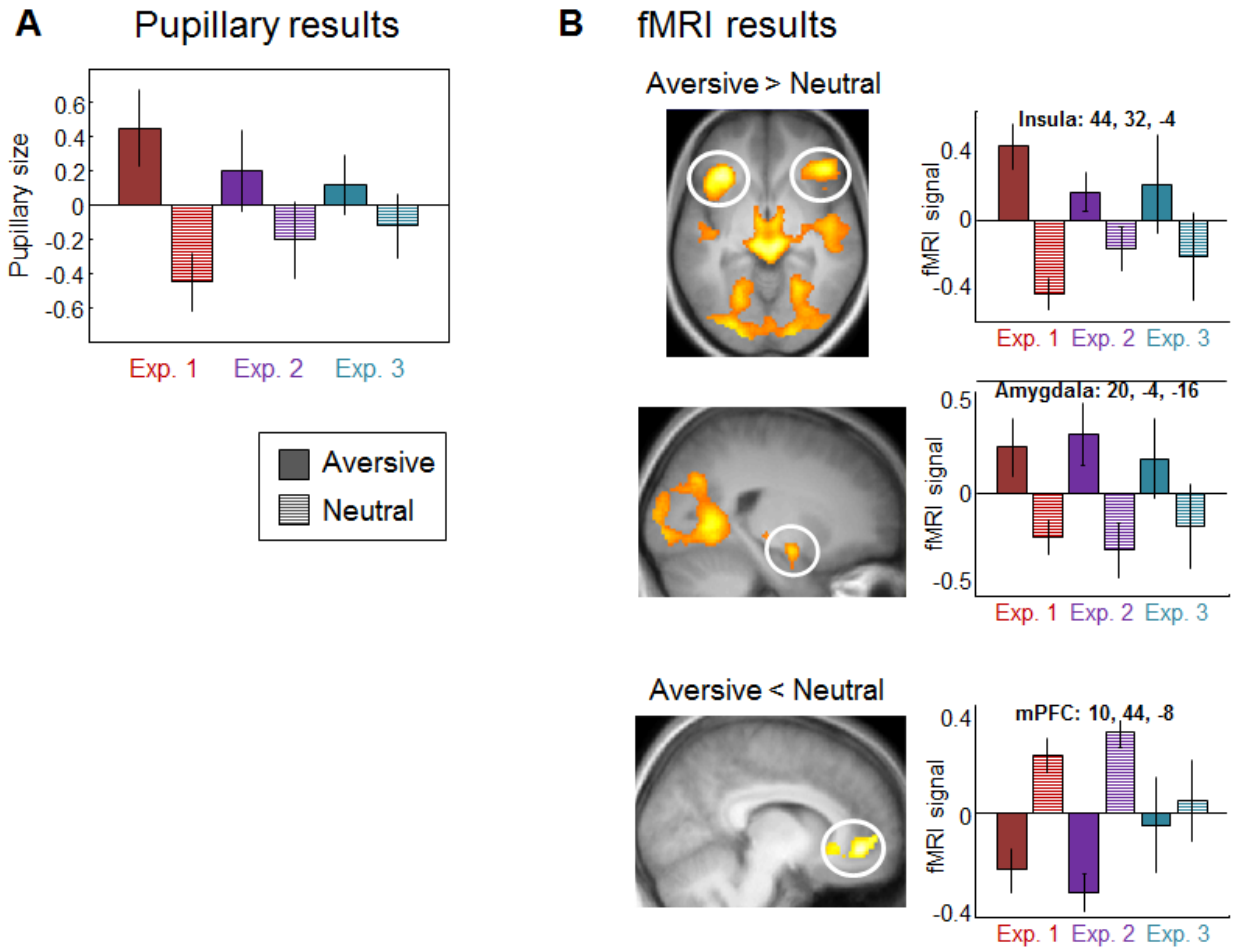 A Pupillary results
Pupillary size
0.6
0.4
0.2
0
-0.2
-0.4
-0.6
Exp. 1 Exp. 2 Exp. 3
Aversive
Neutral
B fMRI results
Aversive > Neutral
Insula: 44, 32, -4
fMRI signal
0.4
0
-0.4
Exp. 1 Exp. 2 Exp. 3
Amygdala: 20, -4, -16
fMRI signal
0.5
0
-0.5
Exp. 1 Exp. 2 Exp. 3
Aversive < Neutral
mPFC: 10, 44, -8
fMRI signal
0.4
0
-0.4
Exp. 1 Exp. 2 Exp. 3